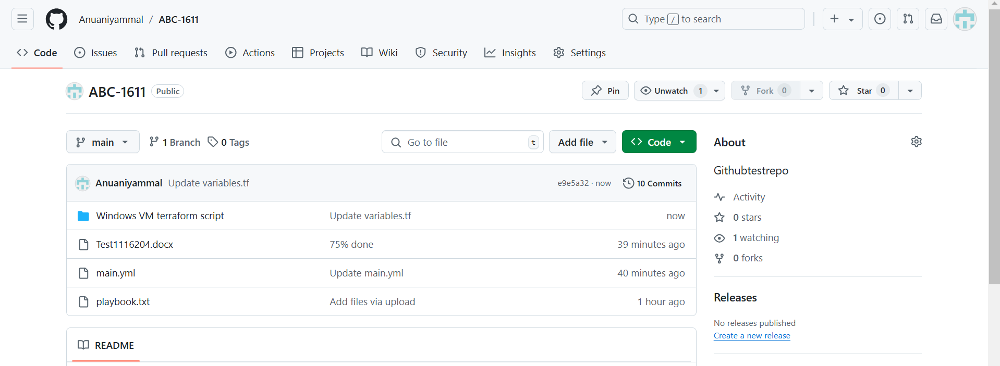 Anuaniyammal / ABC-1611
Type / to search
Code Issues Pull requests Actions Projects Wiki Security Insights Settings
ABC-1611 Public
Pin Unwatch 1 Fork 0 Star 0
main 1 Branch 0 Tags
Go to file t Add file Code
Anuaniyammal Update variables.tf e9e5a32 · now 10 Commits
Windows VM terraform script Update variables.tf now
Test1116204.docx 75% done 39 minutes ago
main.yml Update main.yml 40 minutes ago
playbook.txt Add files via upload 1 hour ago
README
About
Githubtestrepo
Activity
0 stars
1 watching
0 forks
Releases
No releases published
Create a new release